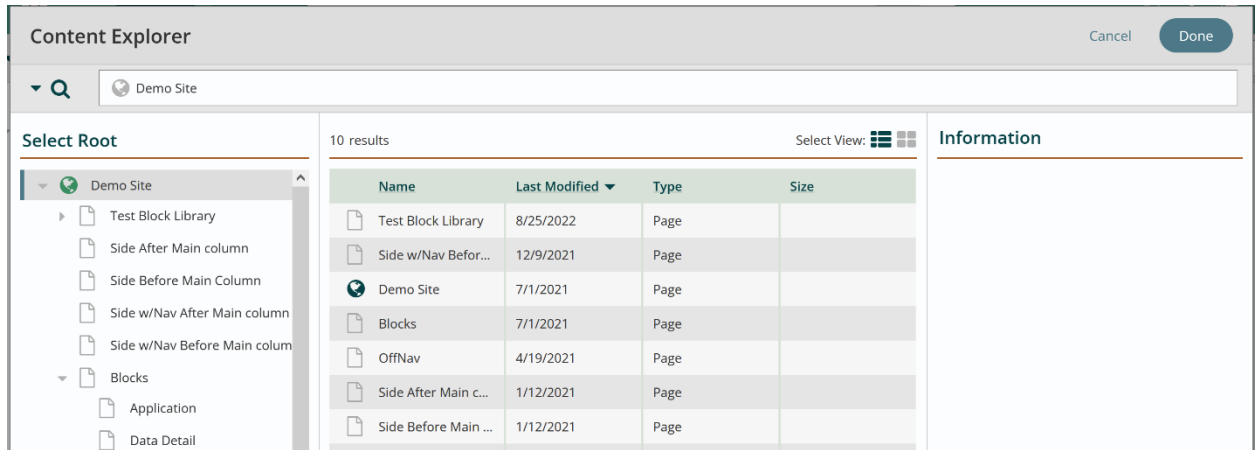 Content Explorer
Cancel
Done
Demo Site
Select Root
10 results
Select View:
Information
Demo Site
Test Block Library
Side After Main column
Side Before Main Column
Side w/Nav After Main column
Side w/Nav Before Main colum
Blocks
Application
Data Detail
Name Last Modified Type Size
Test Block Library 8/25/2022 Page
Side w/Nav Befor... 12/9/2021 Page
Demo Site 7/1/2021 Page
Blocks 7/1/2021 Page
OffNav 4/19/2021 Page
Side After Main c... 1/12/2021 Page
Side Before Main ... 1/12/2021 Page